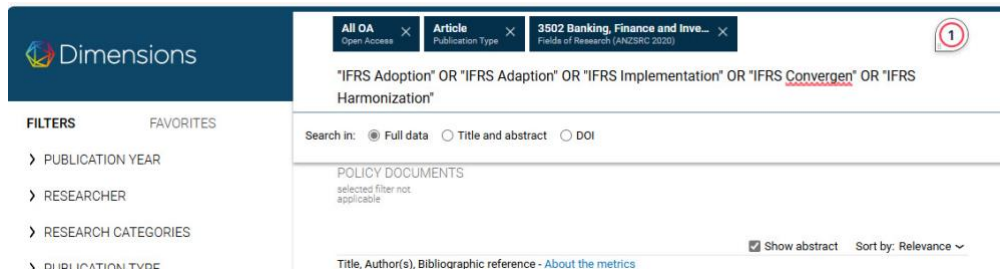 Dimensions
FILTERS FAVORITES
PUBLICATION YEAR
RESEARCHER
RESEARCH CATEGORIES
PUBLICATION TYPE
All OA
Open Access
Article
Publication Type
3502 Banking, Finance and Inve...
Fields of Research (ANZSRC 2020)
1
"IFRS Adoption" OR "IFRS Adaption" OR "IFRS Implementation" OR "IFRS Convergen" OR "IFRS
Harmonization"
Search in: Full data Title and abstract DOI
POLICY DOCUMENTS
selected filter not
applicable
Show abstract Sort by: Relevance
Title, Author(s), Bibliographic reference - About the metrics